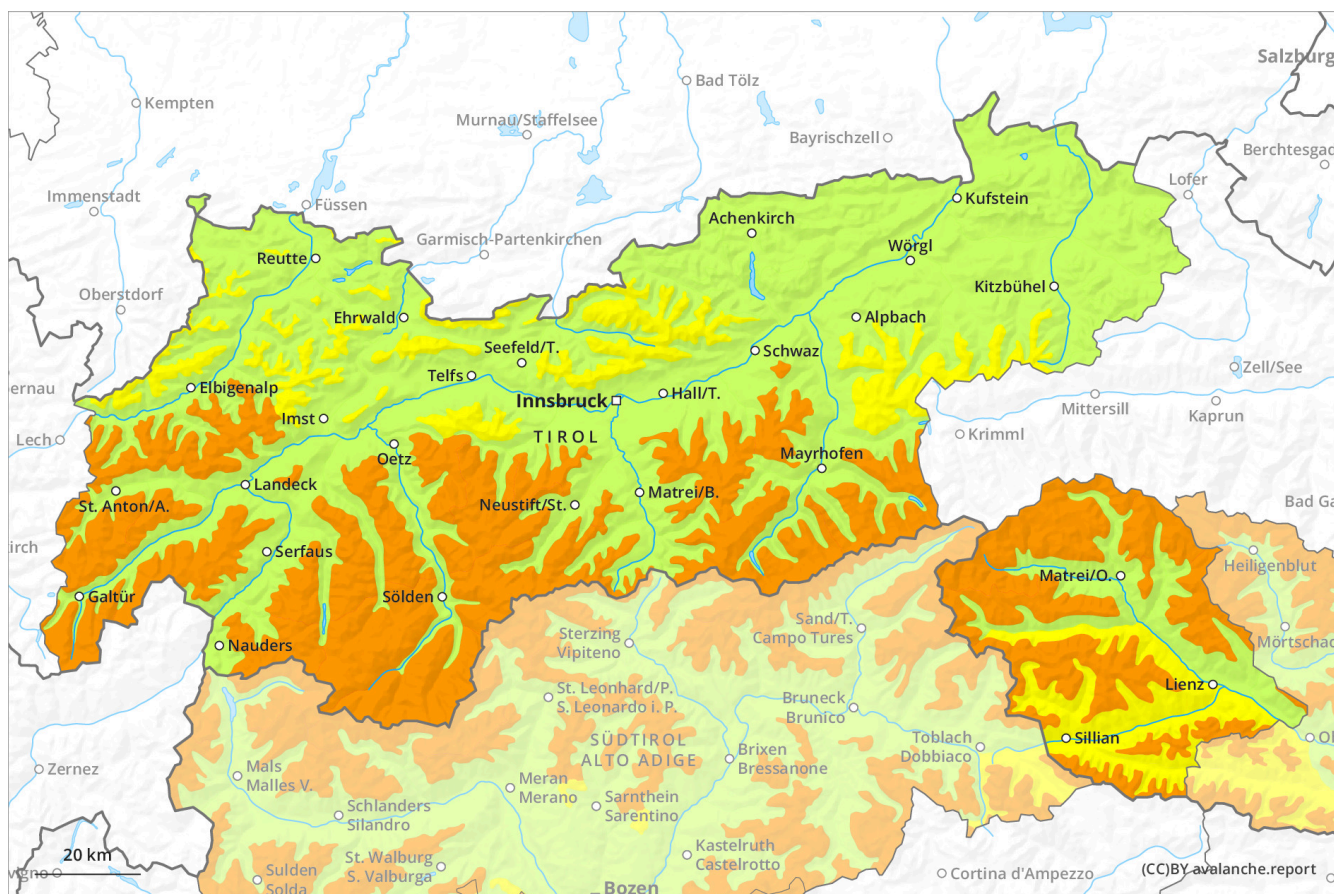 Salzburg
Kempten
Bad Tölz
Murnau/Staffelsee
Bayrischzell
Berchtesgad
Immenstadt
Lofer
Füssen
Kufstein
Achenkirch
Garmisch-Partenkirchen
Wörgl
Reutte
Oberstdorf
Kitzbühel
Ehrwald
Alpbach
Seefeld/T.
Schwaz
Zell/See
Telfs
ernau
Elbigenalp
Innsbruck
Hall/T.
Mittersill
Kaprun
Imst
Lech
TIROL
Krimml
Oetz
Mayrhofen
Landeck
Matrei/B.
St. Anton/A.
Neustift/St.
Bad Ga
irch
Serfaus
Heiligenblut
Matrei/O.
Galtür
Sölden
Sand/T.
Campo Tures
Sterzing
Vipiteno
Mörtschac
Nauders
Lienz
St. Leonhard/P.
S. Leonardo i. P.
Bruneck
Brunico
Sillian
Toblach
Dobbiaco
Ol
SÜDTIROL
ALTO ADIGE
Brixen
Bressanone
Zernez
Mals
Malles V.
Meran
Merano
Sarnthein
Sarentino
Schlanders
Silandro
20 km
Kastelruth
Castelrotto
St. Walburg
S. Valburga
vigno
Sulden
Solda
Cortina d'Ampezzo
(CC)BY avalanche.report
Bozen